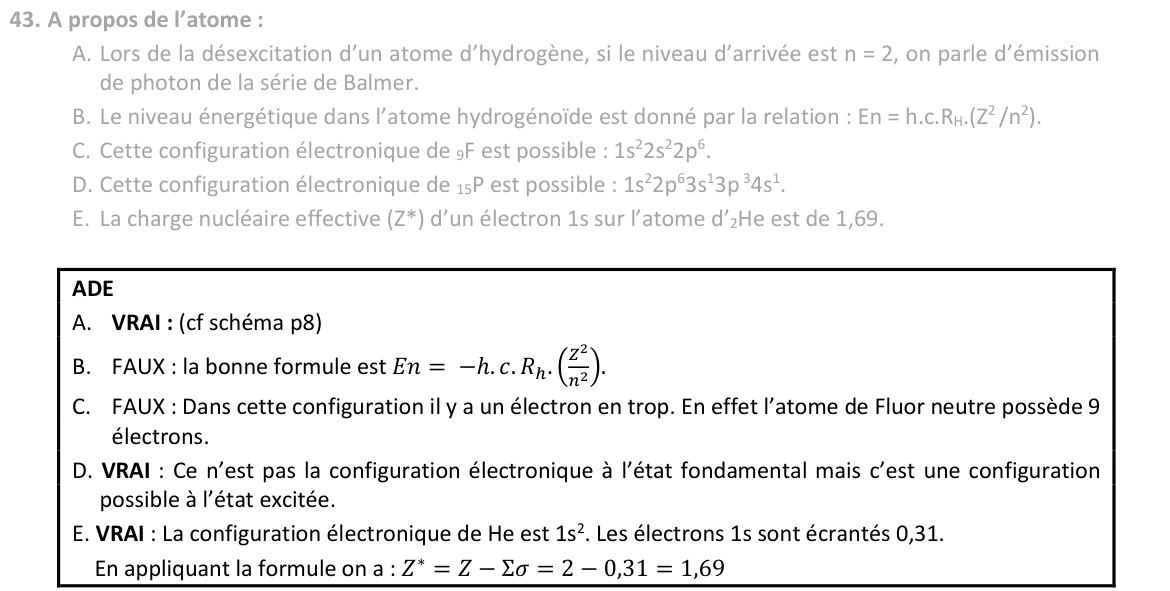 43. A propos de l’atome :
A. Lors de la désexcitation d’un atome d’hydrogène, si le niveau d’arrivée est n = 2, on parle d’émission
de photon de la série de Balmer.
B. Le niveau énergétique dans l’atome hydrogénoïde est donné par la relation : En = h.c.R_H.(Z²/n²).
C. Cette configuration électronique de ₉F est possible : 1s²2s²2p⁶.
D. Cette configuration électronique de ₁₅P est possible : 1s²2p⁶3s¹3p³4s¹.
E. La charge nucléaire effective (Z*) d’un électron 1s sur l’atome d’₂He est de 1,69.
ADE
A. VRAI : (cf schéma p8)
B. FAUX : la bonne formule est En = −h.c.R_h.(Z²/n²).
C. FAUX : Dans cette configuration il y a un électron en trop. En effet l’atome de Fluor neutre possède 9
électrons.
D. VRAI : Ce n’est pas la configuration électronique à l’état fondamental mais c’est une configuration
possible à l’état excitée.
E. VRAI : La configuration électronique de He est 1s². Les électrons 1s sont écrantés 0,31.
En appliquant la formule on a : Z* = Z − Σσ = 2 − 0,31 = 1,69